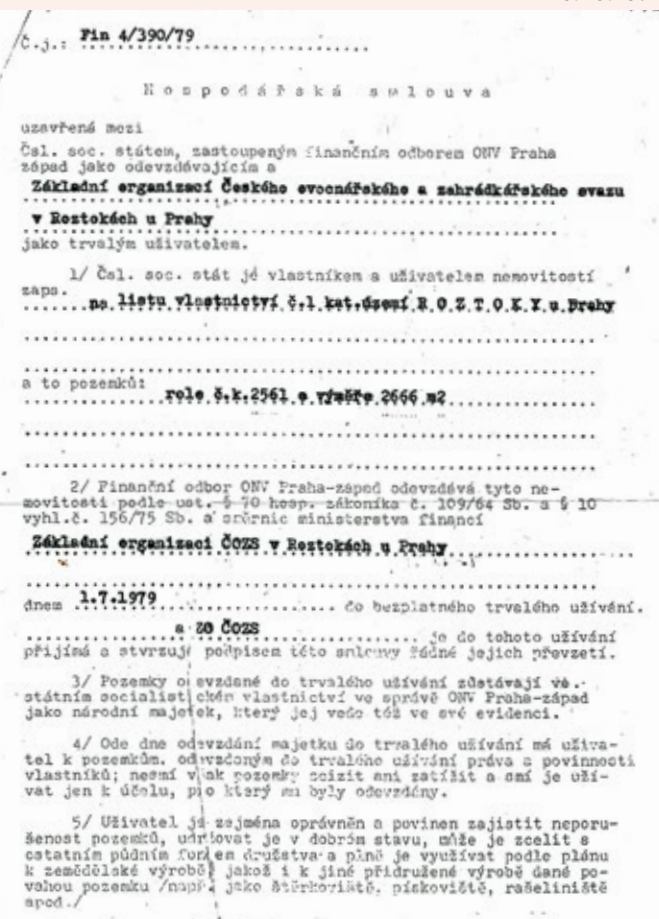 Č.j.: Fin 4/390/79
Hospodářská smlouva
uzavřená mezi
Čsl. soc. státem, zastoupeným finančním odborem ONV Praha
západ jako odevzdávajícím a
Základní organizací Českého ovocnářského a zahrádkářského svazu
v Roztokách u Prahy
jako trvalým uživatelem.
1/ Čsl. soc. stát je vlastníkem a uživatelem nemovitostí
zaps.
na listu vlastnictví č.1 kat.území R.O.Z.T.O.K.Y.u.Prahy
a to pozemků:
role č.k.2561 o výměře 2666 m2
2/ Finanční odbor ONV Praha-západ odevzdává tyto ne-
movitosti podle ust. § 70 hosp. zákoníka č. 109/64 Sb. a § 10
vyhl.č. 156/75 Sb. a směrnic ministerstva financí
Základní organizaci ČOZS v Roztokách u Prahy
dnem 1.7.1979 do bezplatného trvalého užívání.
a ZO ČOZS je do tohoto užívání
přijímá a stvrzuje podpisem této smlouvy řádné jejich převzetí.
3/ Pozemky odevzdané do trvalého užívání zůstávají ve
státním socialistickém vlastnictví ve správě ONV Praha-západ
jako národní majetek, který jej vede též ve své evidenci.
4/ Ode dne odevzdání majetku do trvalého užívání má uživa-
tel k pozemkům. odevzdaným do trvalého užívání práva a povinnosti
vlastníků; nesmí však pozemky zcizit ani zatížit a smí je uží-
vat jen k účelu, pro který mu byly odevzdány.
5/ Uživatel je zejména oprávněn a povinen zajistit neporu-
šenost pozemků, udržovat je v dobrém stavu, může je zcelit s
ostatním půdním fondem družstva a plně je využívat podle plánu
k zemědělské výrobě, jakož i k jiné přidružené výrobě dané po-
vahou pozemku /např. jako štěrkoviště, pískoviště, rašeliniště
apod./